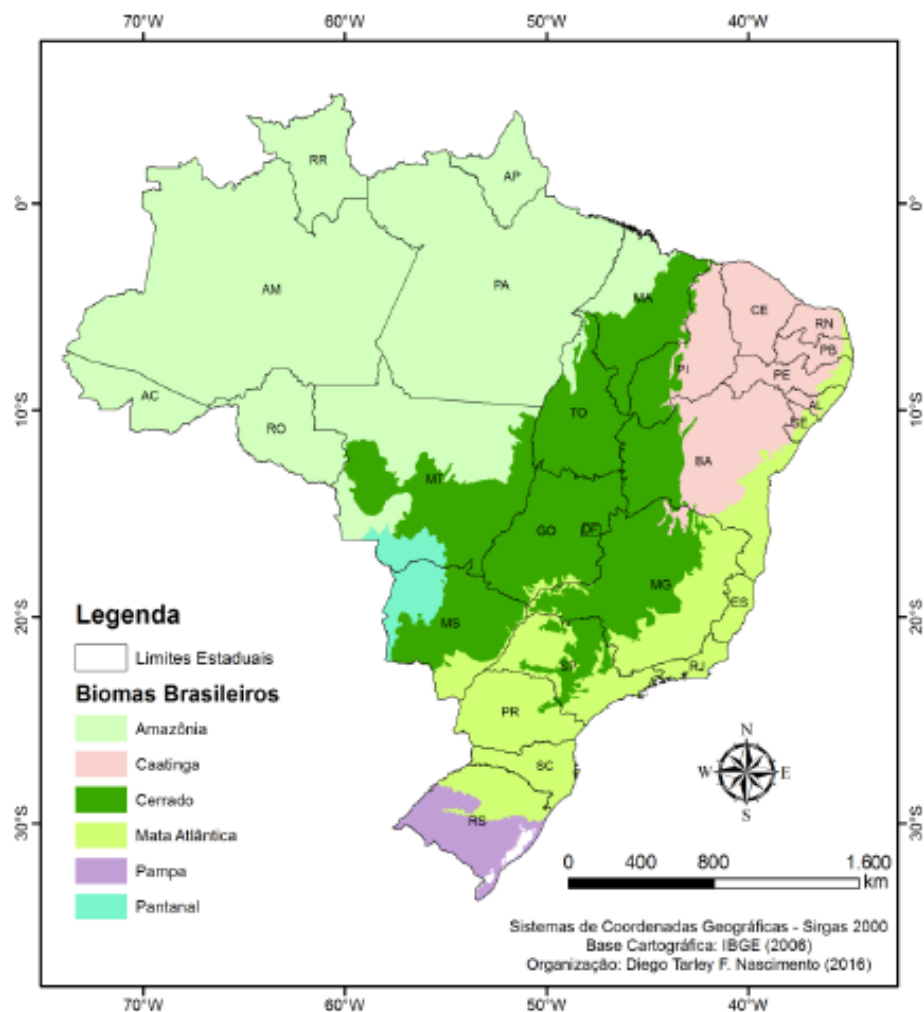 70°W 60°W 50°W 40°W
0° 0°
10°S 10°S
20°S 20°S
30°S 30°S
RR
AP
AM
PA
MA
CE
RN
PB
PI
PE
AC
AL
TO
SE
RO
BA
MT
GO
DF
MG
ES
MS
SP
RJ
PR
SC
RS
Legenda
Limites Estaduais
Biomas Brasileiros
Amazônia
Caatinga
Cerrado
Mata Atlântica
Pampa
Pantanal
N
W E
S
0 400 800 1.600
km
Sistemas de Coordenadas Geográficas - Sirgas 2000
Base Cartográfica: IBGE (2006)
Organização: Diego Tarley F. Nascimento (2016)
70°W 60°W 50°W 40°W